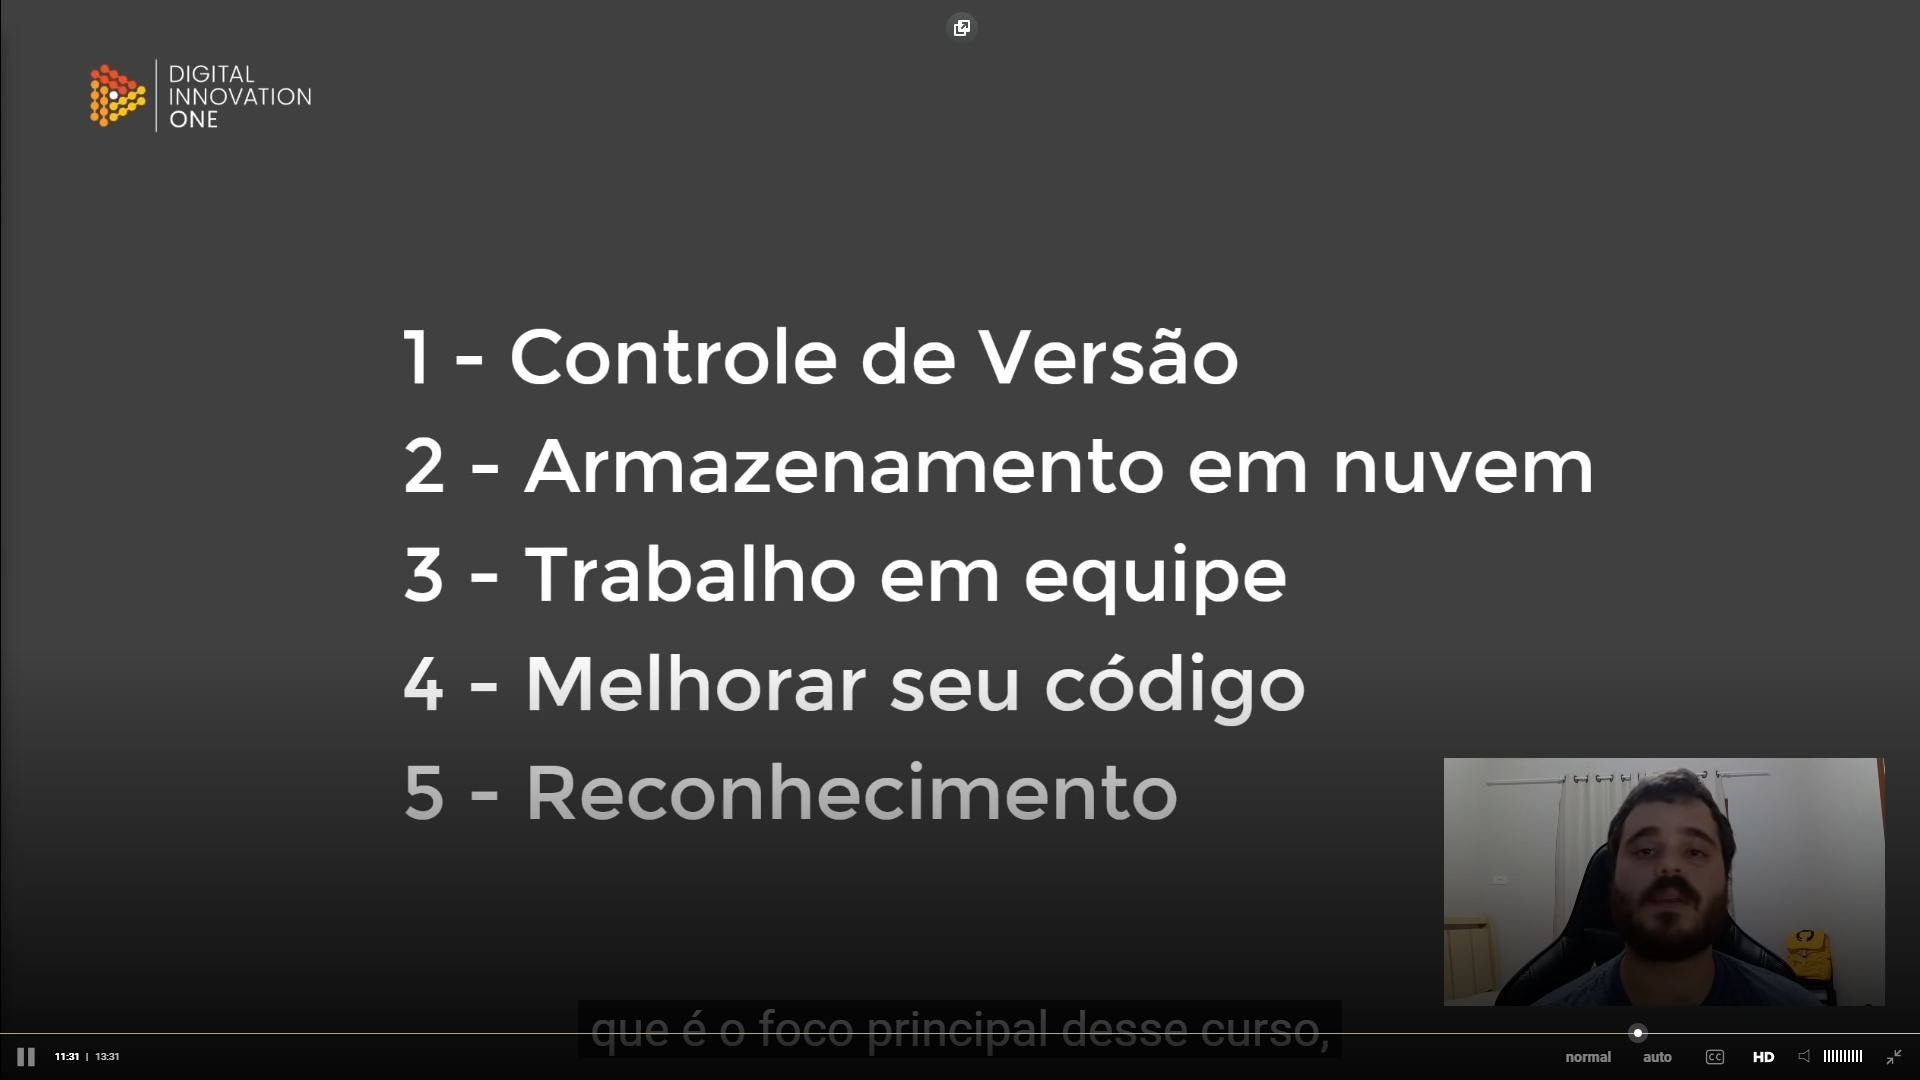 DIGITAL
INNOVATION
ONE
1 - Controle de Versão
2 - Armazenamento em nuvem
3 - Trabalho em equipe
4 - Melhorar seu código
5 - Reconhecimento
que é o foco principal desse curso,
11:31 | 13:31
normal auto CC HD